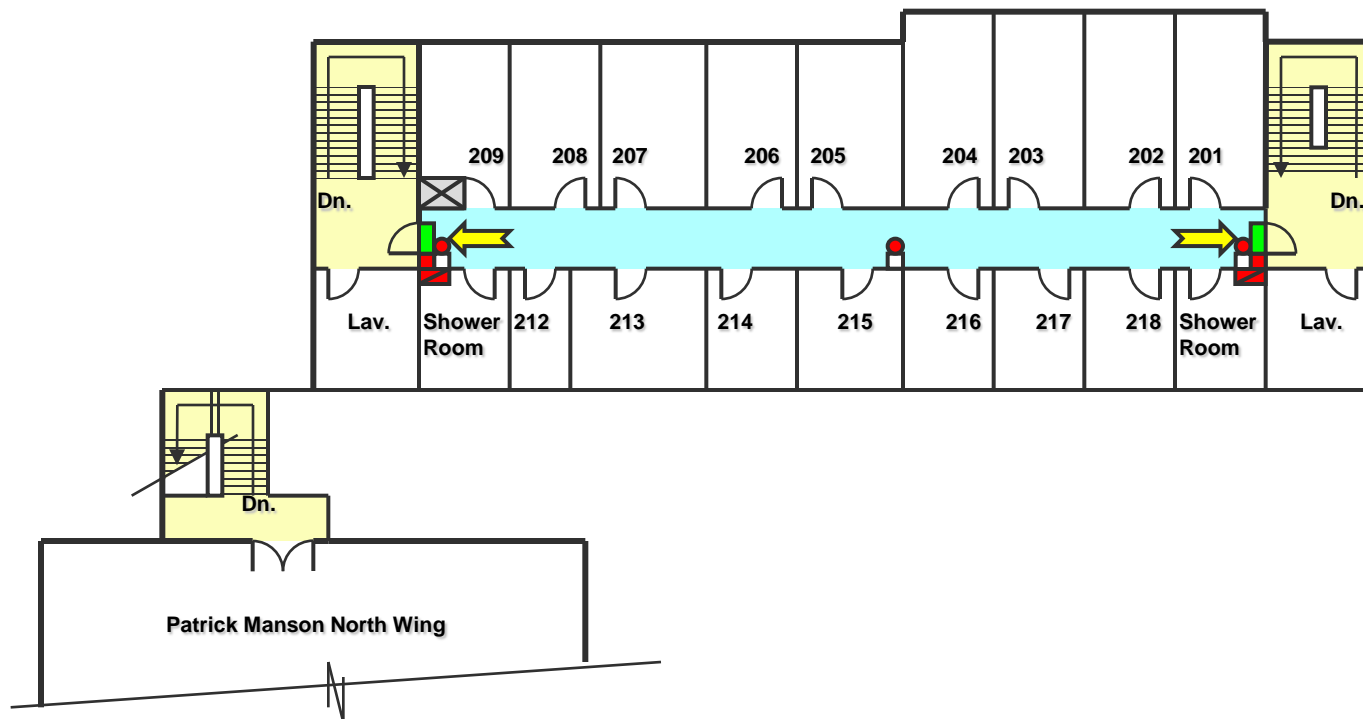 209 208 207 206 205 204 203 202 201
Dn. Dn.
Lav. Shower 212 213 214 215 216 217 218 Shower Lav.
Room Room
Dn.
Patrick Manson North Wing